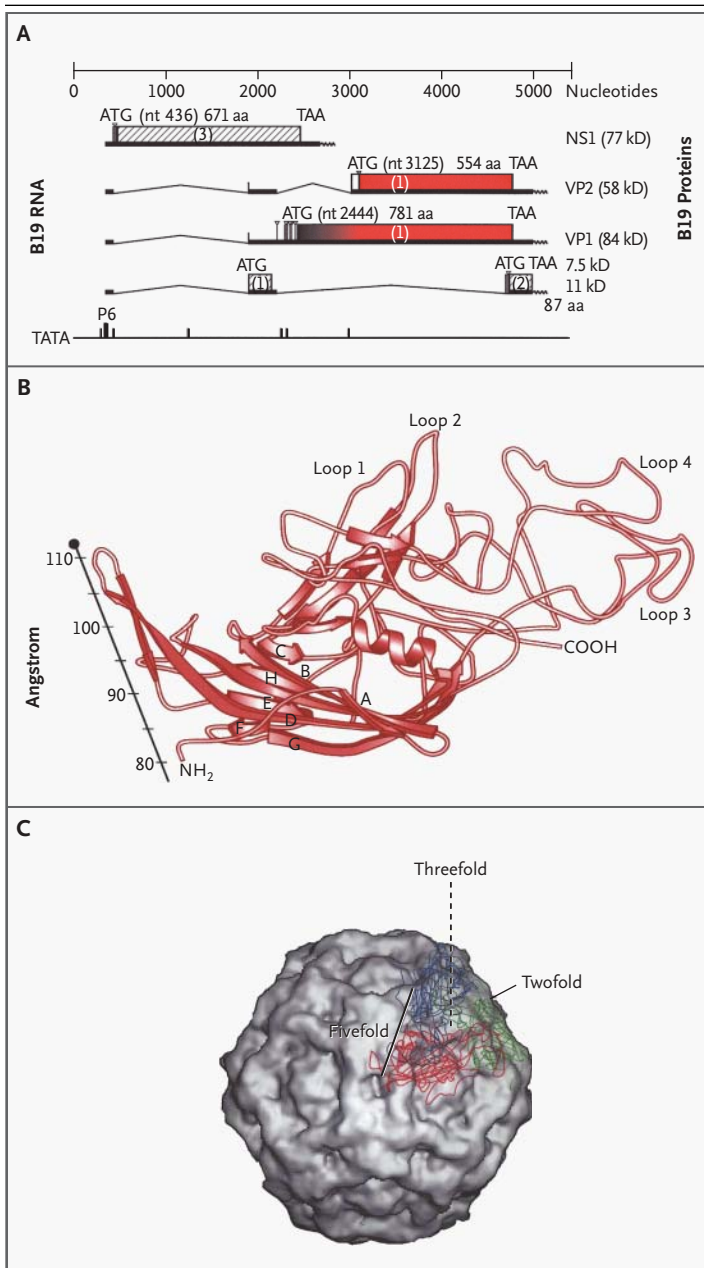 A
0 1000 2000 3000 4000 5000 Nucleotides
ATG (nt 436) 671 aa TAA
(3)
NS1 (77 kD)
ATG (nt 3125) 554 aa TAA
(1)
VP2 (58 kD)
ATG (nt 2444) 781 aa TAA
(1)
VP1 (84 kD)
ATG ATG TAA 7.5 kD
(1) (2) 11 kD
87 aa
P6
TATA
B19 RNA
B19 Proteins
B
Loop 2
Loop 1
Loop 4
110
Loop 3
100
COOH
C
B
H
Angstrom
90
E
A
D
F
G
80
NH2
C
Threefold
Twofold
Fivefold